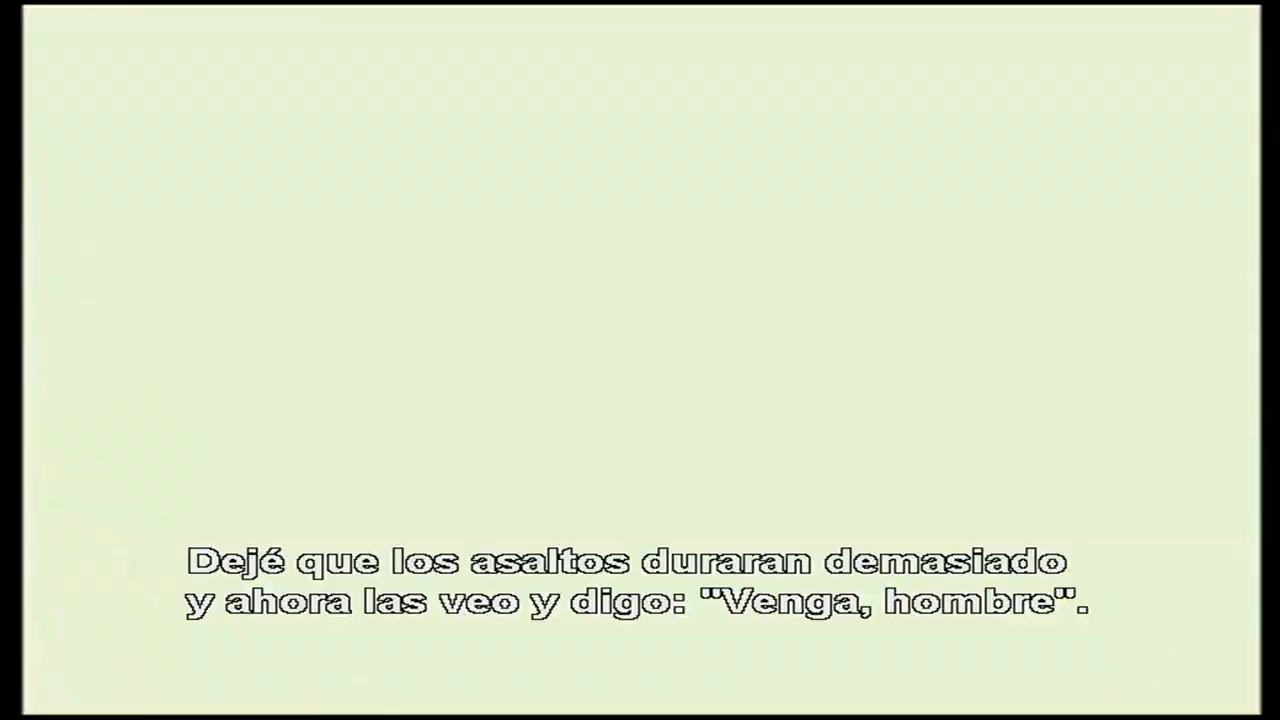 Dejé que los asaltos duraran demasiado
y ahora las veo y digo: "Venga, hombre".